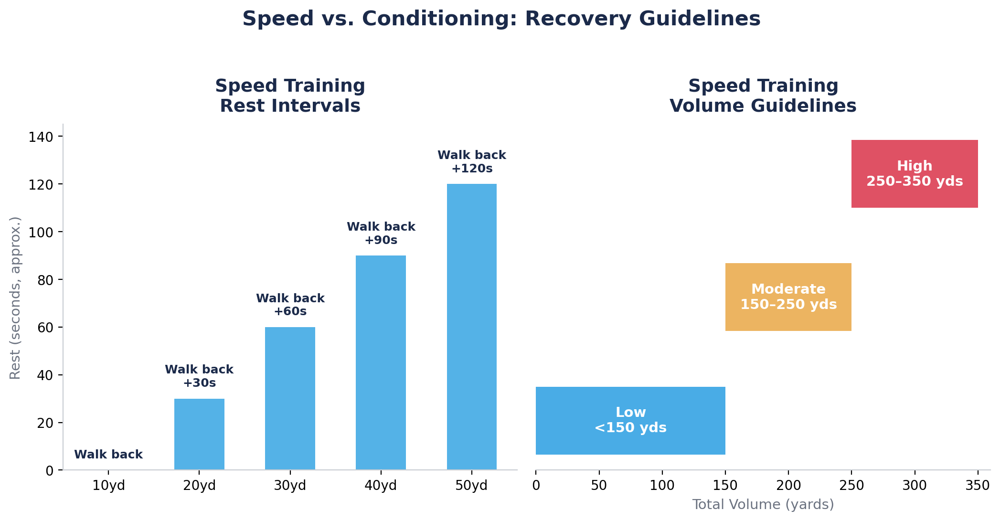 Speed vs. Conditioning: Recovery Guidelines
Speed Training
Rest Intervals
Rest (seconds, approx.)
140
120
100
80
60
40
20
0
Walk back
Walk back
+30s
Walk back
+60s
Walk back
+90s
Walk back
+120s
10yd
20yd
30yd
40yd
50yd
Speed Training
Volume Guidelines
High
250–350 yds
Moderate
150–250 yds
Low
<150 yds
0
50
100
150
200
250
300
350
Total Volume (yards)